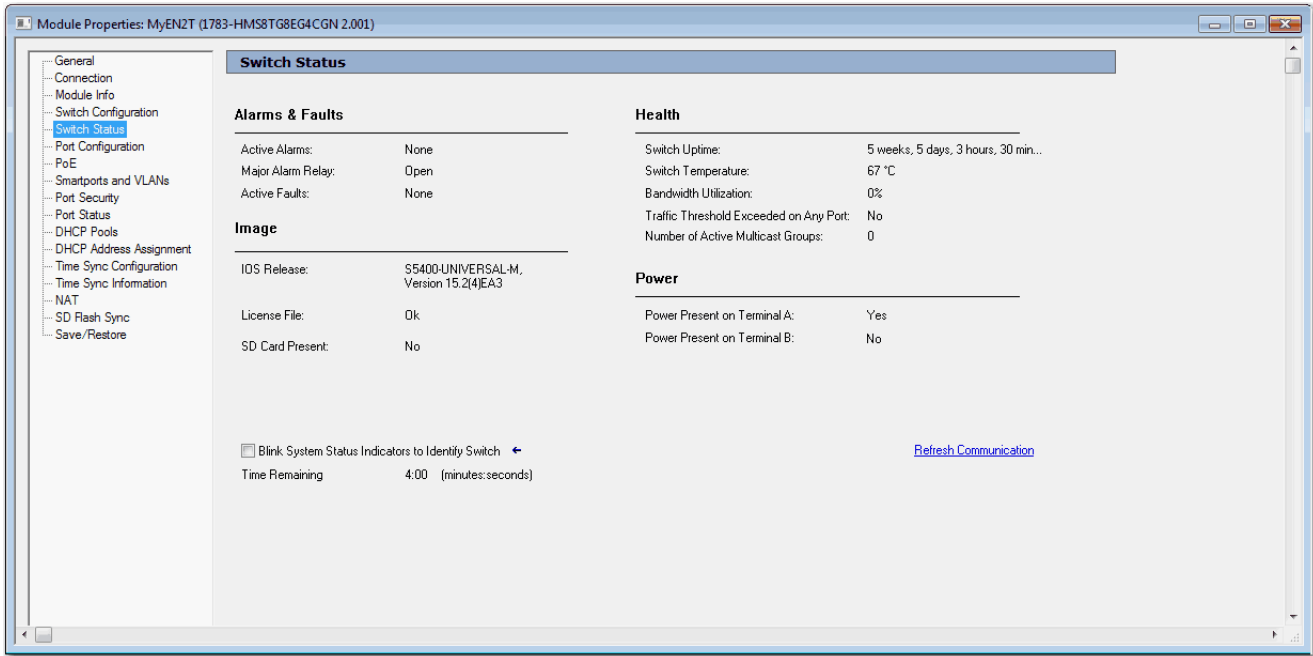 Module Properties: MyEN2T (1783-HMS8TG8EG4CGN 2.001)
General
Connection
Module Info
Switch Configuration
Switch Status
Port Configuration
PoE
Smartports and VLANs
Port Security
Port Status
DHCP Pools
DHCP Address Assignment
Time Sync Configuration
Time Sync Information
NAT
SD Flash Sync
Save/Restore
Switch Status
Alarms & Faults
Active Alarms: None
Major Alarm Relay: Open
Active Faults: None
Image
IOS Release: S5400-UNIVERSAL-M,
Version 15.2(4)EA3
License File: Ok
SD Card Present: No
Health
Switch Uptime: 5 weeks, 5 days, 3 hours, 30 min...
Switch Temperature: 67 °C
Bandwidth Utilization: 0%
Traffic Threshold Exceeded on Any Port: No
Number of Active Multicast Groups: 0
Power
Power Present on Terminal A: Yes
Power Present on Terminal B: No
Blink System Status Indicators to Identify Switch ←
Time Remaining 4:00 (minutes:seconds)
Refresh Communication